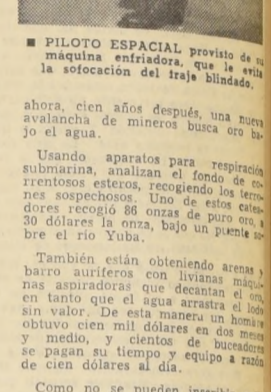 ■ PILOTO ESPACIAL provisto de su
máquina enfriadora, que le evita
la sofocación del traje blindado.
ahora, cien años después, una nueva
avalancha de mineros busca oro ba-
jo el agua.
Usando aparatos para respiración
submarina, analizan el fondo de co-
rrentosos esteros, recogiendo los terro-
nes sospechosos. Uno de estos catea-
dores recogió 86 onzas de puro oro, a
30 dólares la onza, bajo un puente so-
bre el río Yuba.
También están obteniendo arenas y
barro auríferos con livianas máqui-
nas aspiradoras que decantan el oro,
en tanto que el agua arrastra el lodo
sin valor. De esta manera un hombre
obtuvo cien mil dólares en dos meses
y medio, y cientos de buceadores
se pagan su tiempo y equipo a razón
de cien dólares al día.
Como no se pueden